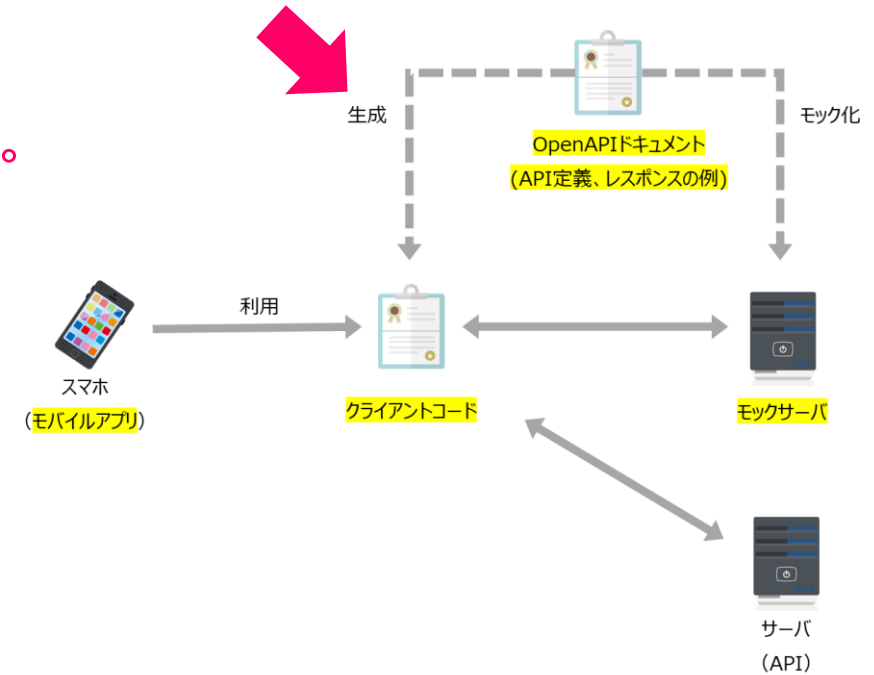 生成
モック化
。
OpenAPIドキュメント
(API定義、レスポンスの例)
利用
スマホ
(モバイルアプリ)
クライアントコード
モックサーバ
サーバ
(API)